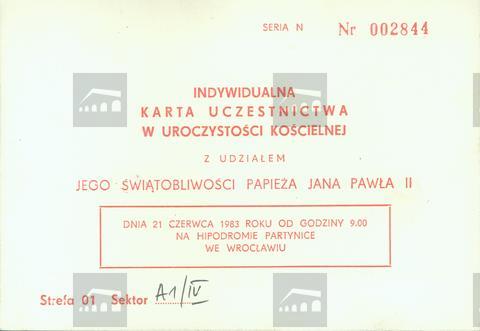 SERIA N Nr 002844
INDYWIDUALNA
KARTA UCZESTNICTWA
W UROCZYSTOŚCI KOŚCIELNEJ
Z UDZIAŁEM
JEGO ŚWIĄTOBLIWOŚCI PAPIEŻA JANA PAWŁA II
DNIA 21 CZERWCA 1983 ROKU OD GODZINY 9.00
NA HIPODROMIE PARTYNICE
WE WROCŁAWIU
Strefa 01 Sektor A1/IV